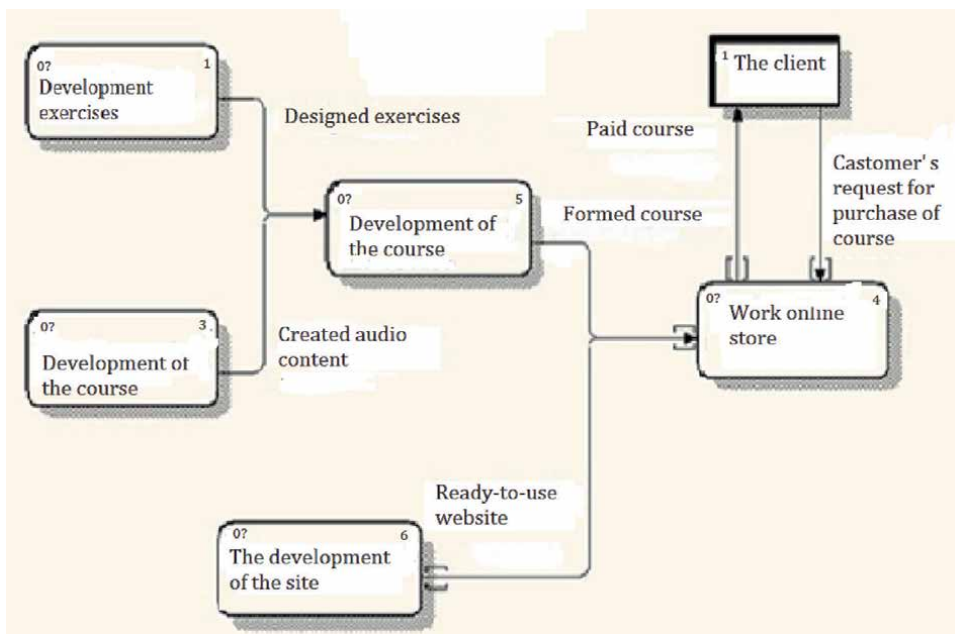 0? 1
Development
exercises
Designed exercises
1 The client
Paid course
Castomer's
request for
purchase of
course
0? 5
Development of
the course
Formed course
0? 4
Work online
store
0? 3
Development of
the course
Created audio
content
Ready-to-use
website
0? 6
The development
of the site